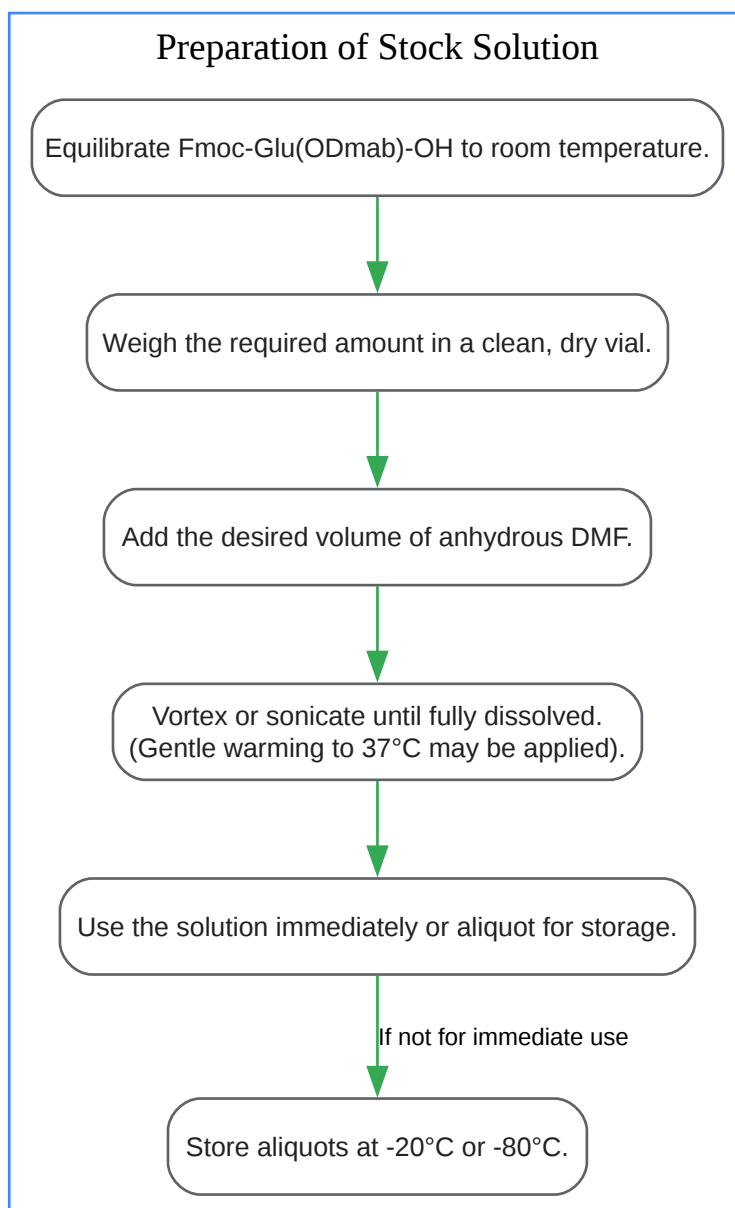 Preparation of Stock Solution
Equilibrate Fmoc-Glu(ODmab)-OH to room temperature.
Weigh the required amount in a clean, dry vial.
Add the desired volume of anhydrous DMF.
Vortex or sonicate until fully dissolved.
(Gentle warming to 37°C may be applied).
Use the solution immediately or aliquot for storage.
If not for immediate use
Store aliquots at -20°C or -80°C.